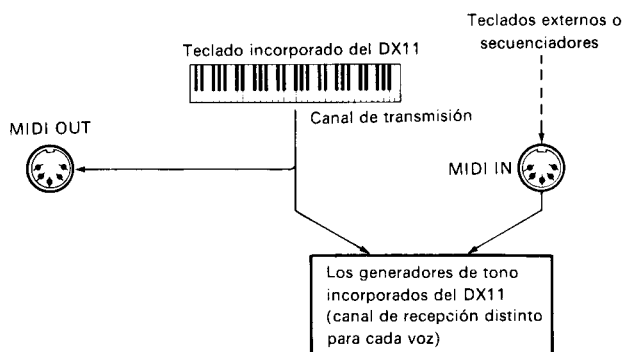 Teclados externos o
secuenciadores
Teclado incorporado del DX11
Canal de transmisión
MIDI OUT
MIDI IN
Los generadores de tono
incorporados del DX11
(canal de recepción distinto
para cada voz)